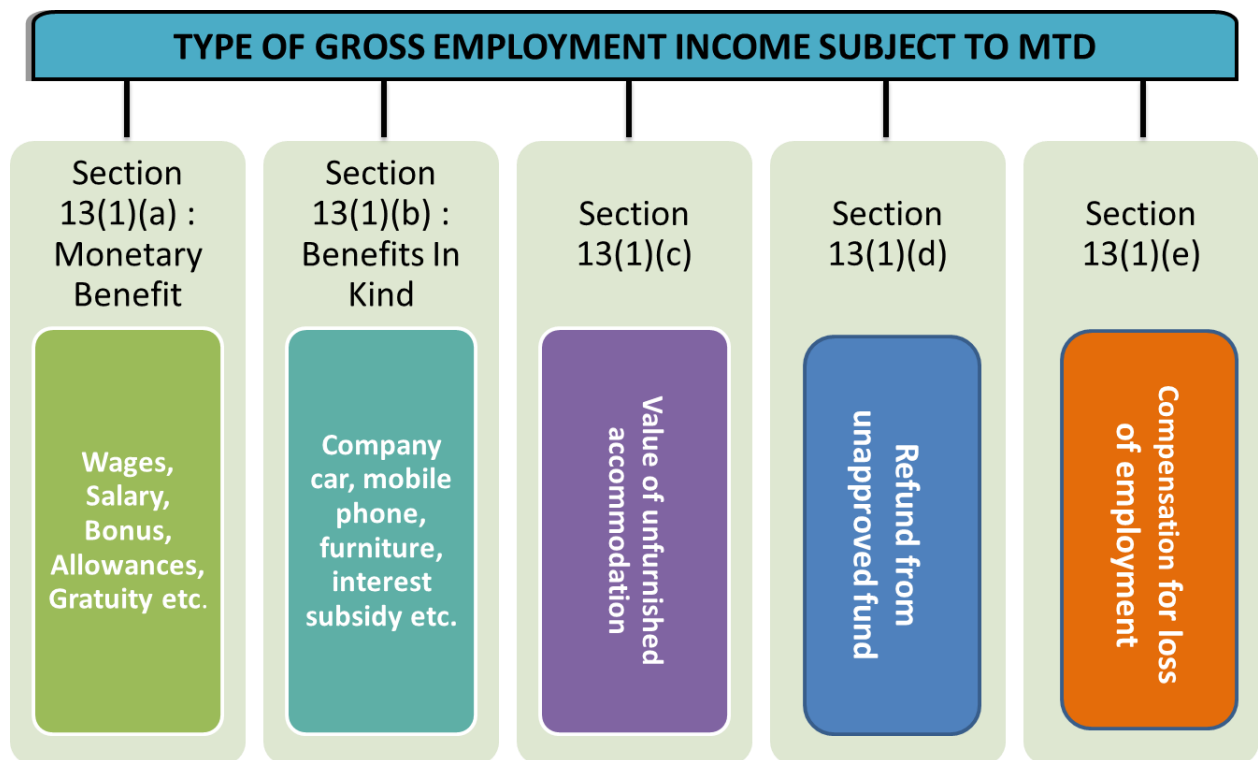 TYPE OF GROSS EMPLOYMENT INCOME SUBJECT TO MTD
Section
13(1)(a) :
Monetary
Benefit
Wages,
Salary,
Bonus,
Allowances,
Gratuity etc.
Section
13(1)(b) :
Benefits In
Kind
Company
car, mobile
phone,
furniture,
interest
subsidy etc.
Section
13(1)(c)
Value of unfurnished
accommodation
Section
13(1)(d)
Refund from
unapproved fund
Section
13(1)(e)
Compensation for loss
of employment